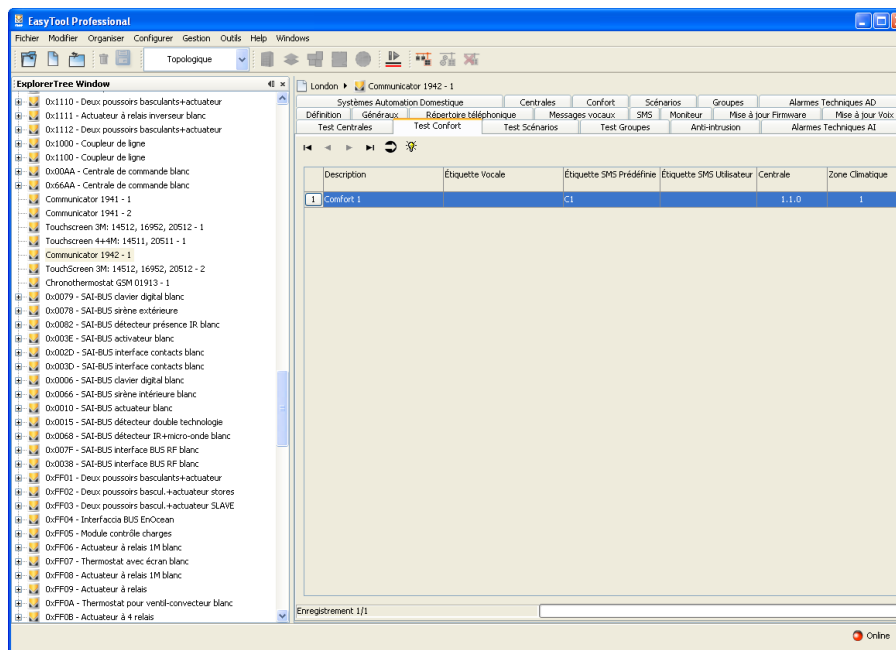 EasyTool Professional
Fichier Modifier Organiser Configurer Gestion Outils Help Windows
Topologique
ExplorerTree Window
0x1110 - Deux poussoirs basculants+actuateur
0x1111 - Actuateur à relais inverseur blanc
0x1112 - Deux poussoirs basculants+actuateur
0x1000 - Coupleur de ligne
0x1100 - Coupleur de ligne
0x00AA - Centrale de commande blanc
0x66AA - Centrale de commande blanc
Communicator 1941 - 1
Communicator 1941 - 2
Touchscreen 3M: 14512, 16952, 20512 - 1
Touchscreen 4+4M: 14511, 20511 - 1
Communicator 1942 - 1
TouchScreen 3M: 14512, 16952, 20512 - 2
Chronothermostat GSM 01913 - 1
0x0079 - SAI-BUS clavier digital blanc
0x0078 - SAI-BUS sirène extérieure
0x0082 - SAI-BUS détecteur présence IR blanc
0x003E - SAI-BUS activateur blanc
0x002D - SAI-BUS interface contacts blanc
0x003D - SAI-BUS interface contacts blanc
0x0006 - SAI-BUS clavier digital blanc
0x0066 - SAI-BUS sirène intérieure blanc
0x0010 - SAI-BUS actuateur blanc
0x0015 - SAI-BUS détecteur double technologie
0x0068 - SAI-BUS détecteur IR+micro-onde blanc
0x007F - SAI-BUS interface BUS RF blanc
0x0038 - SAI-BUS interface BUS RF blanc
0xFF01 - Deux poussoirs basculants+actuateur
0xFF02 - Deux poussoirs bascul.+actuateur stores
0xFF03 - Deux poussoirs bascul.+actuateur SLAVE
0xFF04 - Interfaccia BUS EnOcean
0xFF05 - Module contrôle charges
0xFF06 - Actuateur à relais 1M blanc
0xFF07 - Thermostat avec écran blanc
0xFF08 - Actuateur à relais 1M blanc
0xFF09 - Actuateur à relais
0xFF0A - Thermostat pour ventil-convecteur blanc
0xFF0B - Actuateur à 4 relais
London Communicator 1942 - 1
Systèmes Automation Domestique Centrales Confort Scénarios Groupes Alarmes Techniques AD
Définition Généraux Répertoire téléphonique Messages vocaux SMS Moniteur Mise à jour Firmware Mise à jour Voix
Test Centrales Test Confort Test Scénarios Test Groupes Anti-intrusion Alarmes Techniques AI
Description Étiquette Vocale Étiquette SMS Prédéfinie Étiquette SMS Utilisateur Centrale Zone Climatique
1 Comfort 1 C1 1.1.0 1
Enregistrement 1/1
Online